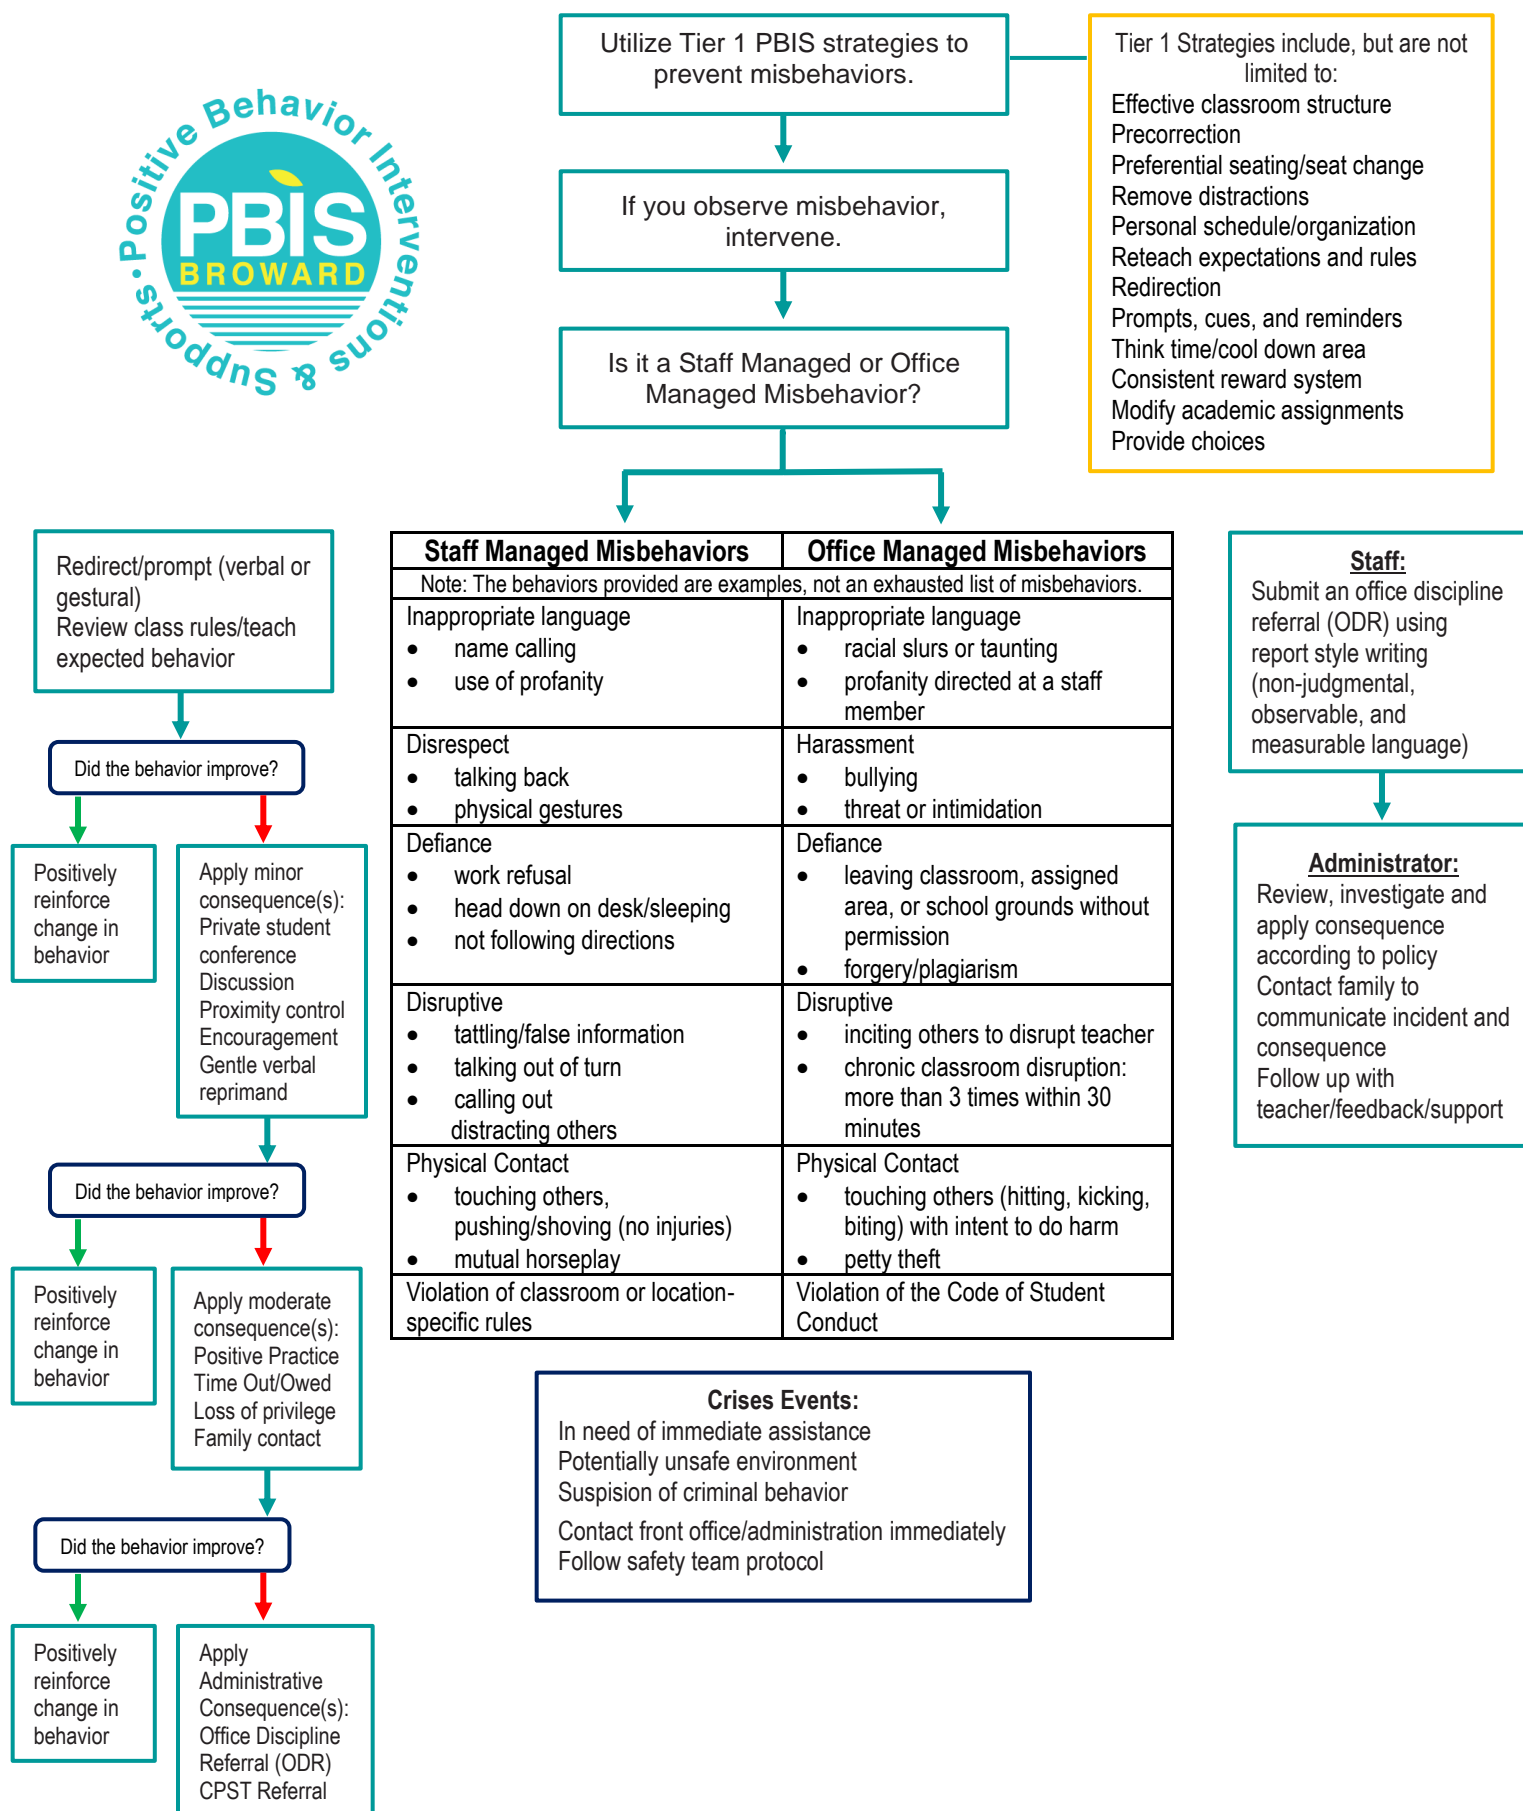 Utilize Tier 1 PBIS strategies to
prevent misbehaviors.
Tier 1 Strategies include, but are not
limited to:
Effective classroom structure
Precorrection
Preferential seating/seat change
Remove distractions
Personal schedule/organization
Reteach expectations and rules
Redirection
Prompts, cues, and reminders
Think time/cool down area
Consistent reward system
Modify academic assignments
Provide choices
Positive Behavior Interventions & Supports •
PBIS
BROWARD
If you observe misbehavior,
intervene.
Is it a Staff Managed or Office
Managed Misbehavior?
Redirect/prompt (verbal or
gestural)
Review class rules/teach
expected behavior
Did the behavior improve?
Positively
reinforce
change in
behavior
Apply minor
consequence(s):
Private student
conference
Discussion
Proximity control
Encouragement
Gentle verbal
reprimand
Did the behavior improve?
Positively
reinforce
change in
behavior
Apply moderate
consequence(s):
Positive Practice
Time Out/Owed
Loss of privilege
Family contact
Did the behavior improve?
Positively
reinforce
change in
behavior
Apply
Administrative
Consequence(s):
Office Discipline
Referral (ODR)
CPST Referral
Staff Managed Misbehaviors
Office Managed Misbehaviors
Note: The behaviors provided are examples, not an exhausted list of misbehaviors.
Inappropriate language
• name calling
• use of profanity
Inappropriate language
• racial slurs or taunting
• profanity directed at a staff
member
Disrespect
• talking back
• physical gestures
Harassment
• bullying
• threat or intimidation
Defiance
• work refusal
• head down on desk/sleeping
• not following directions
Defiance
• leaving classroom, assigned
area, or school grounds without
permission
• forgery/plagiarism
Disruptive
• tattling/false information
• talking out of turn
• calling out
distracting others
Disruptive
• inciting others to disrupt teacher
• chronic classroom disruption:
more than 3 times within 30
minutes
Physical Contact
• touching others,
pushing/shoving (no injuries)
• mutual horseplay
Physical Contact
• touching others (hitting, kicking,
biting) with intent to do harm
• petty theft
Violation of classroom or location-
specific rules
Violation of the Code of Student
Conduct
Staff:
Submit an office discipline
referral (ODR) using
report style writing
(non-judgmental,
observable, and
measurable language)
Administrator:
Review, investigate and
apply consequence
according to policy
Contact family to
communicate incident and
consequence
Follow up with
teacher/feedback/support
Crises Events:
In need of immediate assistance
Potentially unsafe environment
Suspision of criminal behavior
Contact front office/administration immediately
Follow safety team protocol